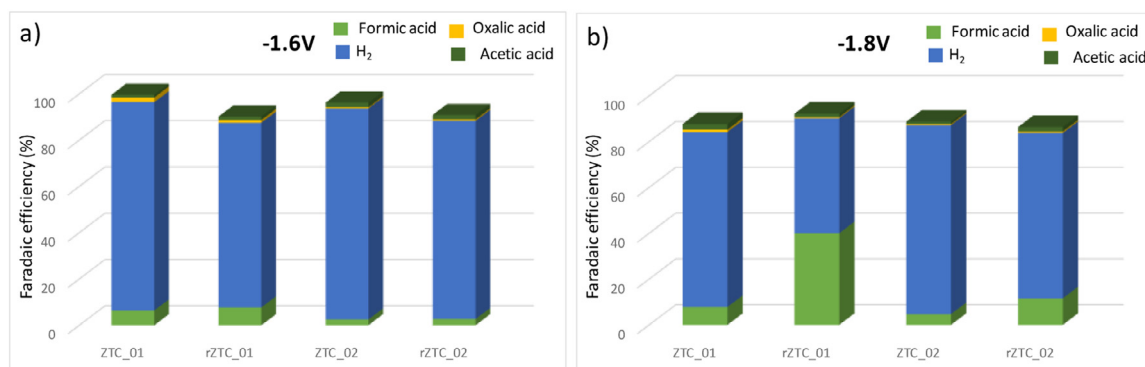 a)
-1.6V
Formic acid
Oxalic acid
H₂
Acetic acid
Faradaic efficiency (%)
100
80
60
40
20
0
ZTC_01
rZTC_01
ZTC_02
rZTC_02
b)
-1.8V
Formic acid
Oxalic acid
H₂
Acetic acid
Faradaic efficiency (%)
100
80
60
40
20
0
ZTC_01
rZTC_01
ZTC_02
rZTC_02